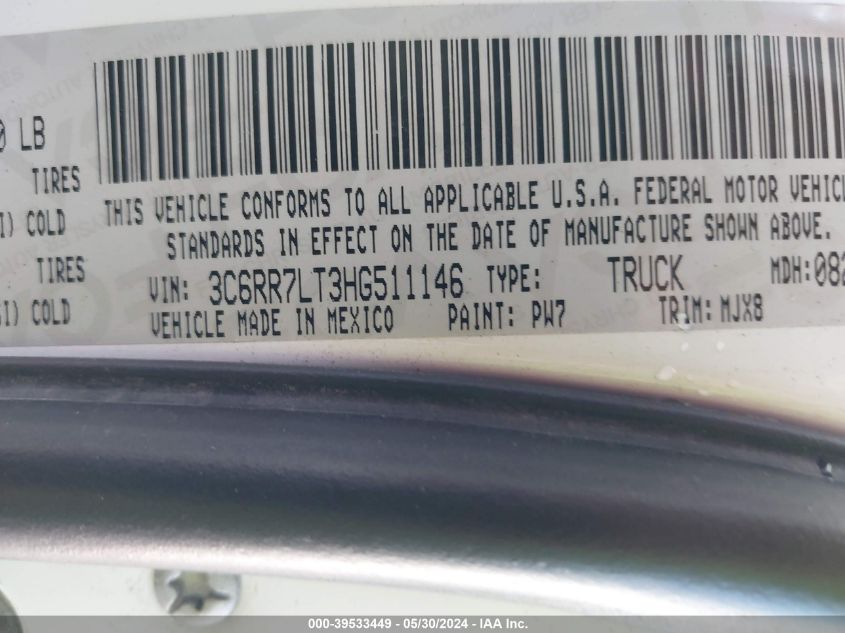 0 LB
TIRES
THIS VEHICLE CONFORMS TO ALL APPLICABLE U.S.A. FEDERAL MOTOR VEHICL
I) COLD
STANDARDS IN EFFECT ON THE DATE OF MANUFACTURE SHOWN ABOVE.
TIRES
VIN: 3C6RR7LT3HG511146 TYPE: TRUCK MDH:082
SI) COLD
VEHICLE MADE IN MEXICO PAINT: PW7 TRIM: MJX8
000-39533449 - 05/30/2024 - IAA Inc.